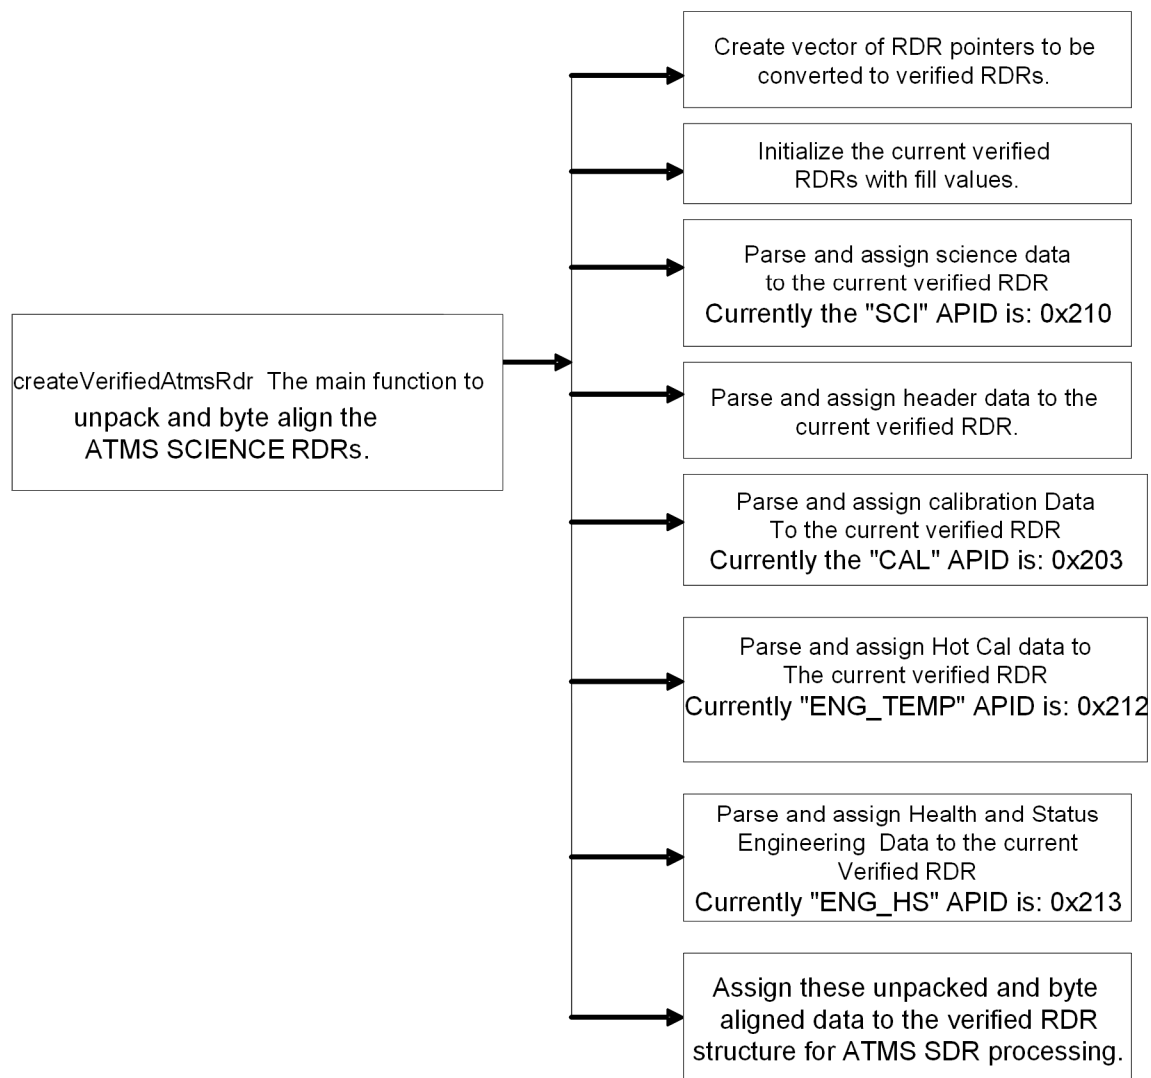 Create vector of RDR pointers to be
converted to verified RDRs.
Initialize the current verified
RDRs with fill values.
Parse and assign science data
to the current verified RDR
Currently the "SCI" APID is: 0x210
createVerifiedAtmsRdr The main function to
unpack and byte align the
ATMS SCIENCE RDRs.
Parse and assign header data to the
current verified RDR.
Parse and assign calibration Data
To the current verified RDR
Currently the "CAL" APID is: 0x203
Parse and assign Hot Cal data to
The current verified RDR
Currently "ENG_TEMP" APID is: 0x212
Parse and assign Health and Status
Engineering Data to the current
Verified RDR
Currently "ENG_HS" APID is: 0x213
Assign these unpacked and byte
aligned data to the verified RDR
structure for ATMS SDR processing.